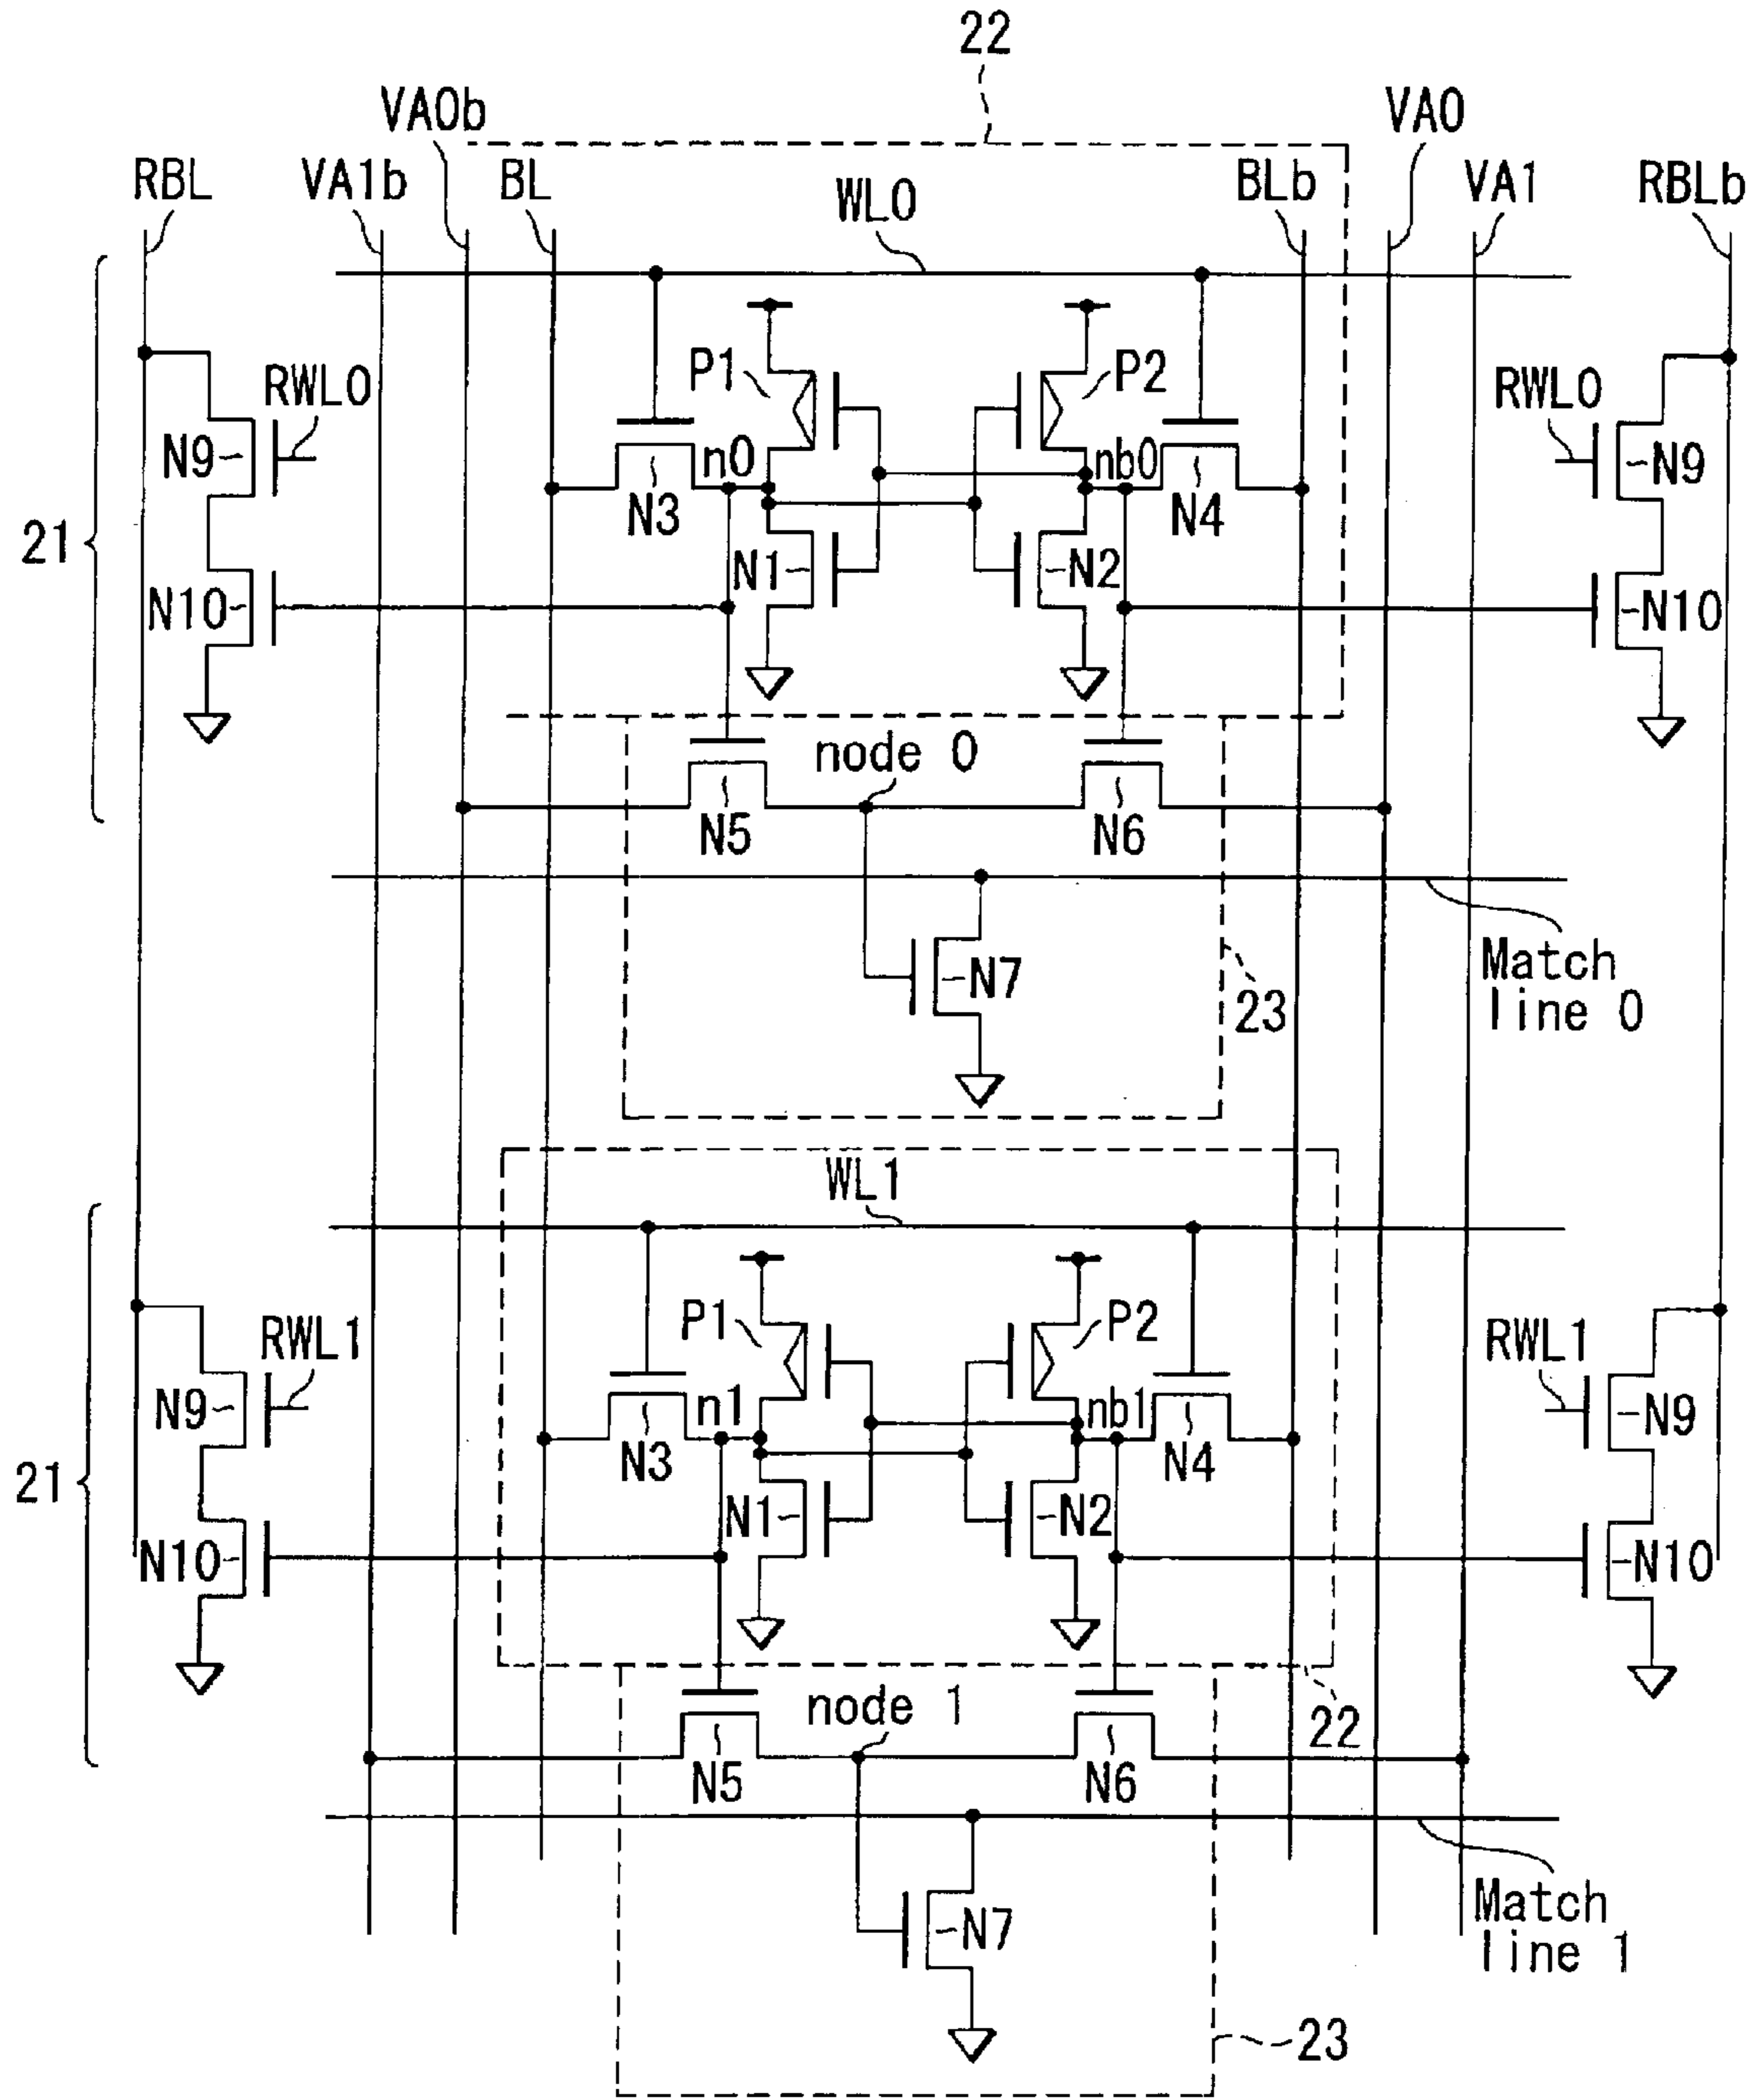 22
VA0b
VA0
RBL
VA1b
BL
WL0
BLb
VA1
RBLb
P1
P2
RWL0
RWL0
N9
n0
nb0
N9
N3
N4
21
N1
N2
N10
N10
node 0
N5
N6
N7
Match
line 0
23
WL1
P1
P2
RWL1
RWL1
N9
n1
nb1
N9
N3
N4
21
N1
N2
N10
N10
node 1
22
N5
N6
N7
Match
line 1
23